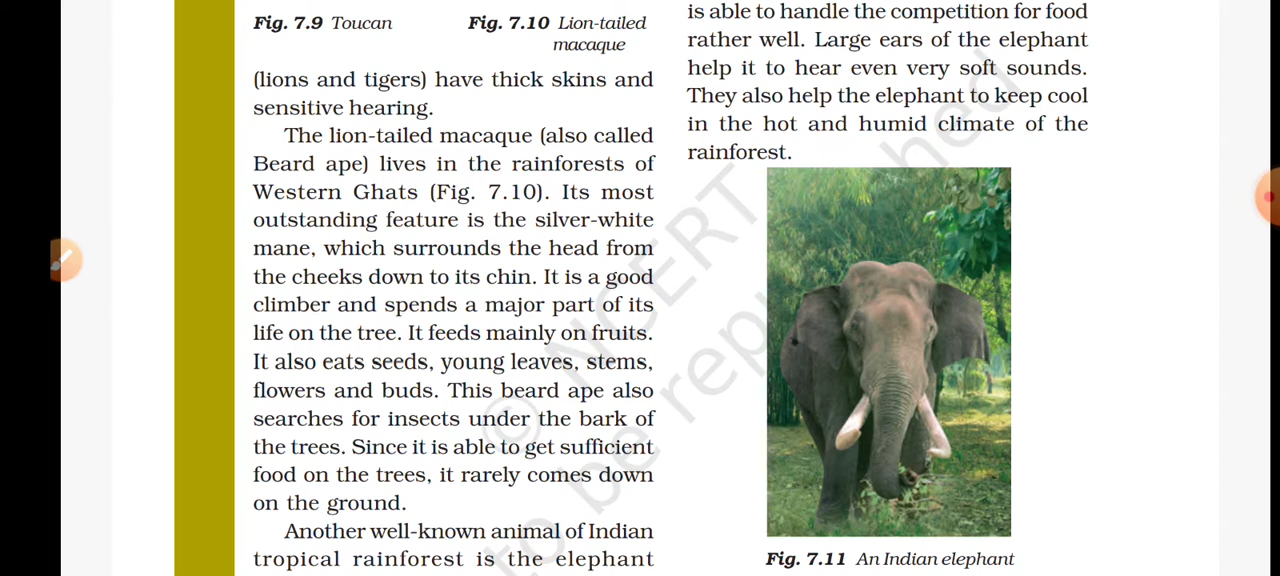 Fig. 7.9 Toucan
Fig. 7.10 Lion-tailed
macaque
(lions and tigers) have thick skins and
sensitive hearing.
The lion-tailed macaque (also called
Beard ape) lives in the rainforests of
Western Ghats (Fig. 7.10). Its most
outstanding feature is the silver-white
mane, which surrounds the head from
the cheeks down to its chin. It is a good
climber and spends a major part of its
life on the tree. It feeds mainly on fruits.
It also eats seeds, young leaves, stems,
flowers and buds. This beard ape also
searches for insects under the bark of
the trees. Since it is able to get sufficient
food on the trees, it rarely comes down
on the ground.
Another well-known animal of Indian
tropical rainforest is the elephant
is able to handle the competition for food
rather well. Large ears of the elephant
help it to hear even very soft sounds.
They also help the elephant to keep cool
in the hot and humid climate of the
rainforest.
Fig. 7.11 An Indian elephant
© NCERT
to be